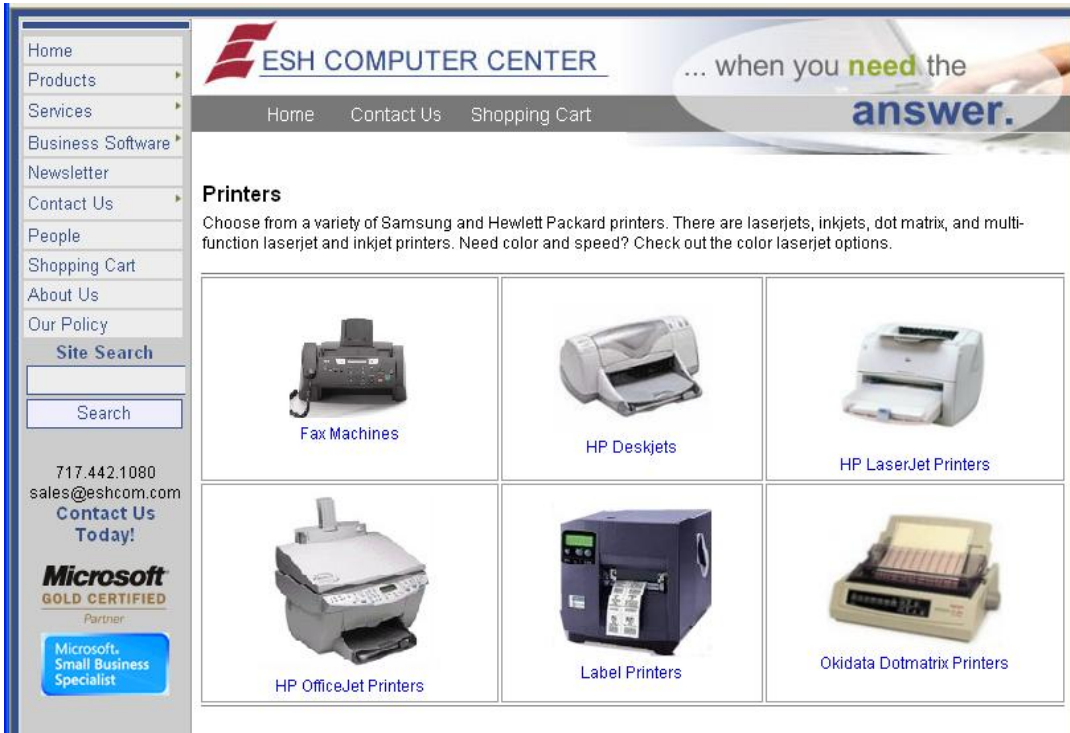 Home
Products
Services
Business Software
Newsletter
Contact Us
People
Shopping Cart
About Us
Our Policy
Site Search
Search
717.442.1080
sales@eshcom.com
Contact Us
Today!
Microsoft
GOLD CERTIFIED
Partner
Microsoft
Small Business
Specialist
ESH COMPUTER CENTER
... when you need the
answer.
Home Contact Us Shopping Cart
Printers
Choose from a variety of Samsung and Hewlett Packard printers. There are laserjets, inkjets, dot matrix, and multi-
function laserjet and inkjet printers. Need color and speed? Check out the color laserjet options.
Fax Machines
HP Deskjets
HP LaserJet Printers
HP OfficeJet Printers
Label Printers
Okidata Dotmatrix Printers